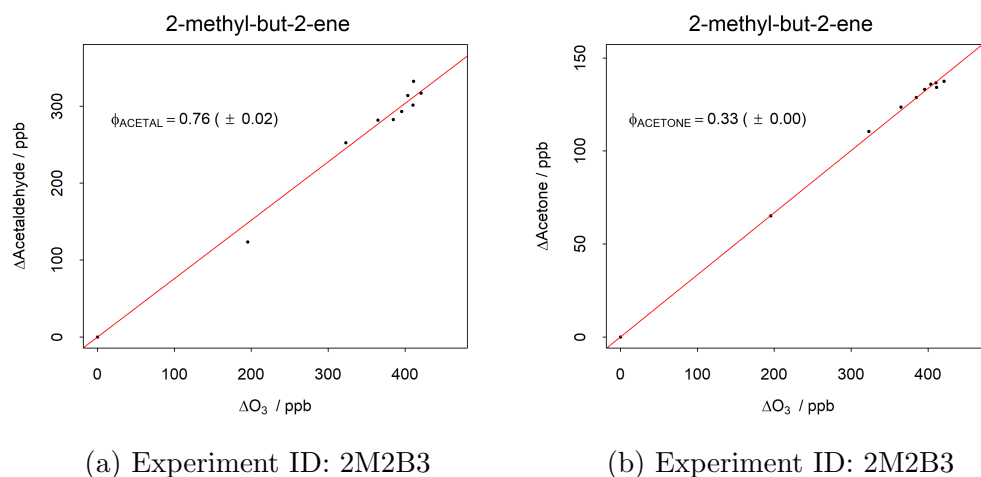 2-methyl-but-2-ene
ΔAcetaldehyde / ppb
300
200
100
0
ϕACETAL = 0.76 ( ± 0.02)
0 100 200 300 400
ΔO₃ / ppb
(a) Experiment ID: 2M2B3
2-methyl-but-2-ene
ΔAcetone / ppb
150
100
50
0
ϕACETONE = 0.33 ( ± 0.00)
0 100 200 300 400
ΔO₃ / ppb
(b) Experiment ID: 2M2B3